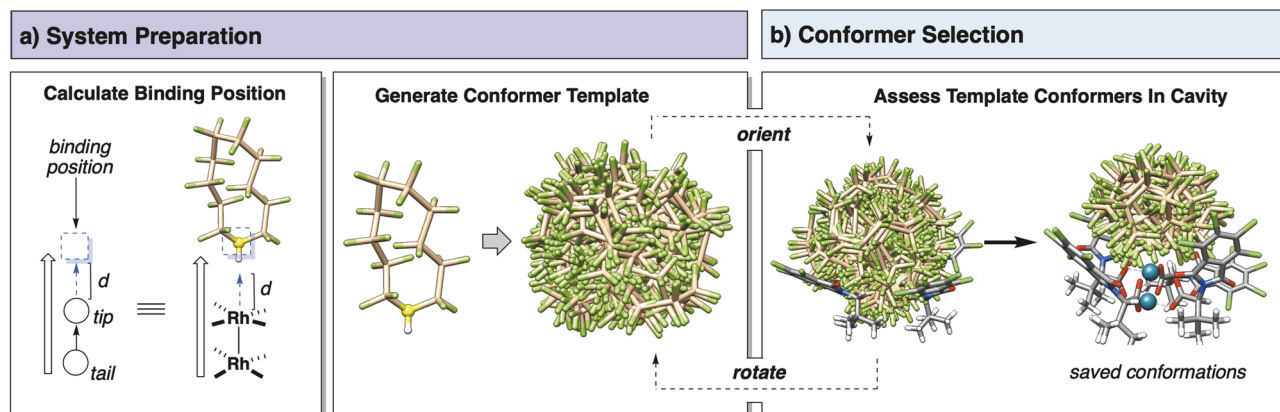 a) System Preparation
b) Conformer Selection
Calculate Binding Position
binding
position
d
tip
tail
d
Rh
Rh
Generate Conformer Template
orient
rotate
Assess Template Conformers In Cavity
saved conformations